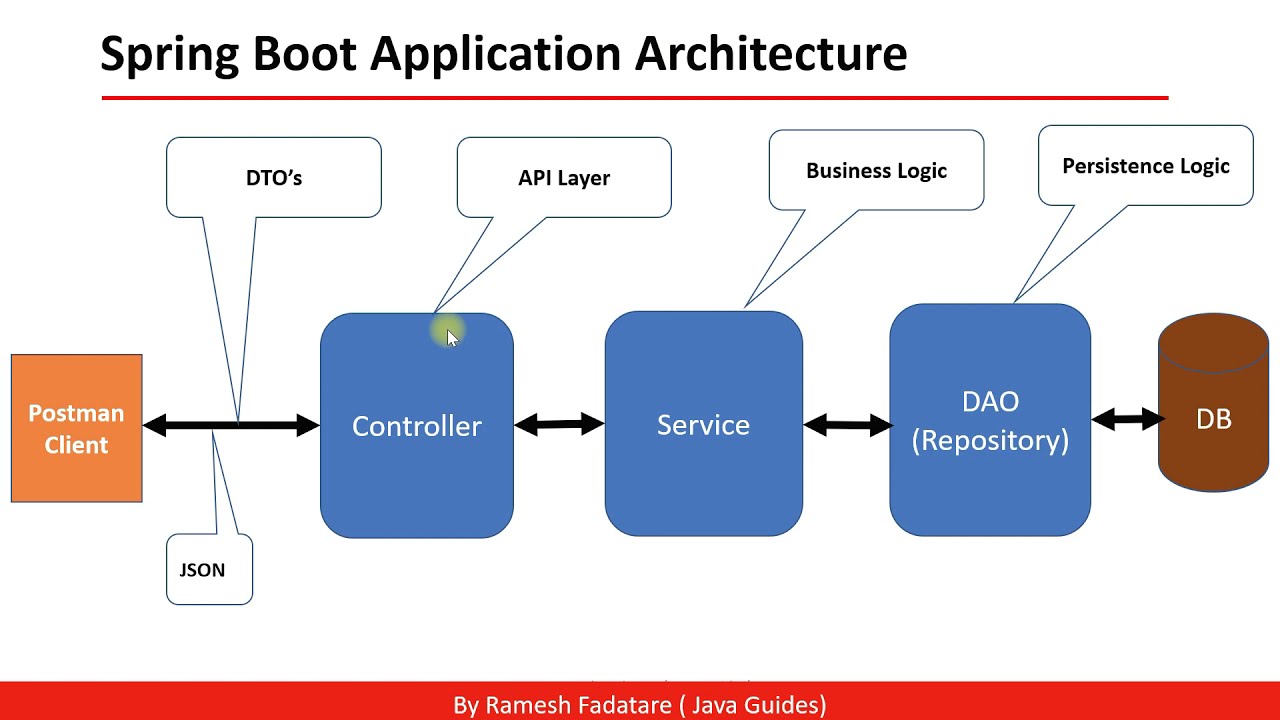 Spring Boot Application Architecture
DTO’s
API Layer
Business Logic
Persistence Logic
Postman
Client
Controller
Service
DAO
(Repository)
DB
JSON
By Ramesh Fadatare ( Java Guides)